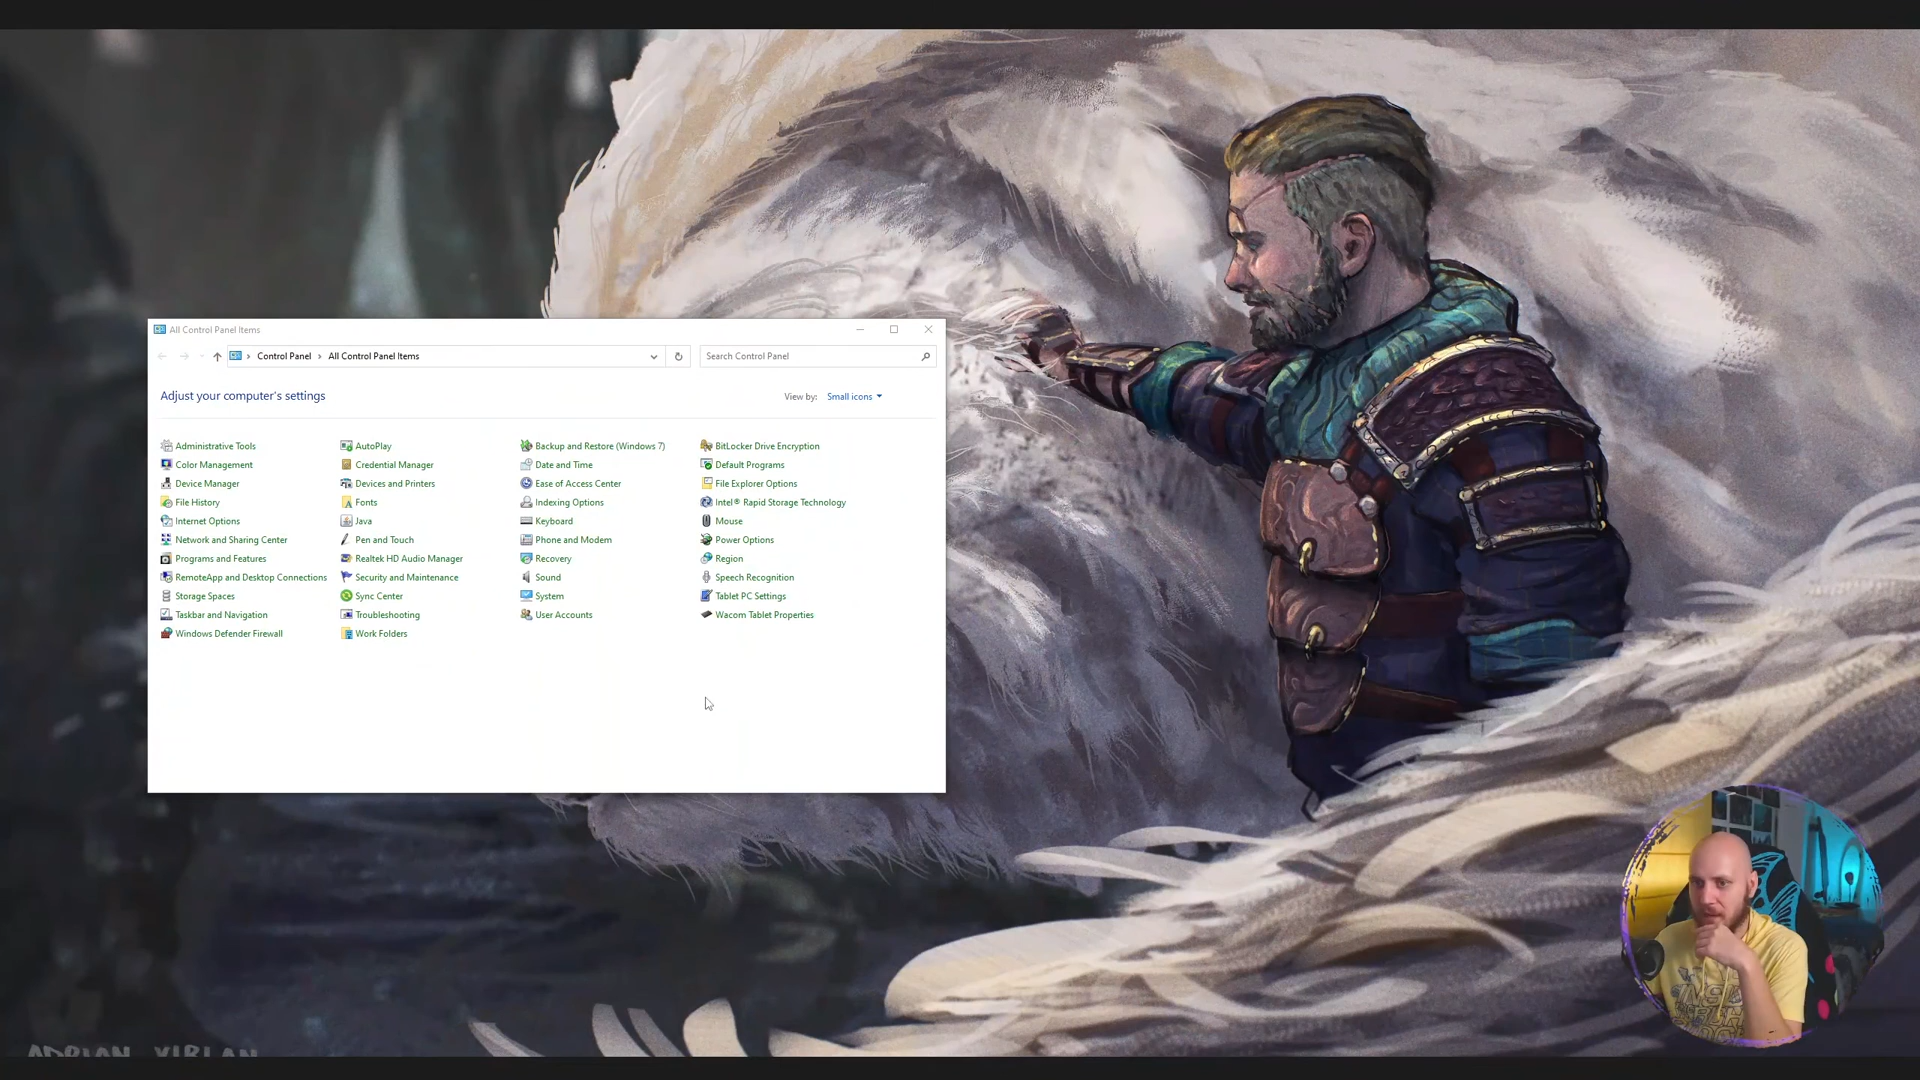 All Control Panel Items
Control Panel > All Control Panel Items
Search Control Panel
Adjust your computer's settings
View by: Small icons
Administrative Tools
AutoPlay
Backup and Restore (Windows 7)
BitLocker Drive Encryption
Color Management
Credential Manager
Date and Time
Default Programs
Device Manager
Devices and Printers
Ease of Access Center
File Explorer Options
File History
Fonts
Indexing Options
Intel® Rapid Storage Technology
Internet Options
Java
Keyboard
Mouse
Network and Sharing Center
Pen and Touch
Phone and Modem
Power Options
Programs and Features
Realtek HD Audio Manager
Recovery
Region
RemoteApp and Desktop Connections
Security and Maintenance
Sound
Speech Recognition
Storage Spaces
Sync Center
System
Tablet PC Settings
Taskbar and Navigation
Troubleshooting
User Accounts
Wacom Tablet Properties
Windows Defender Firewall
Work Folders
ADRIAN VIRLAN